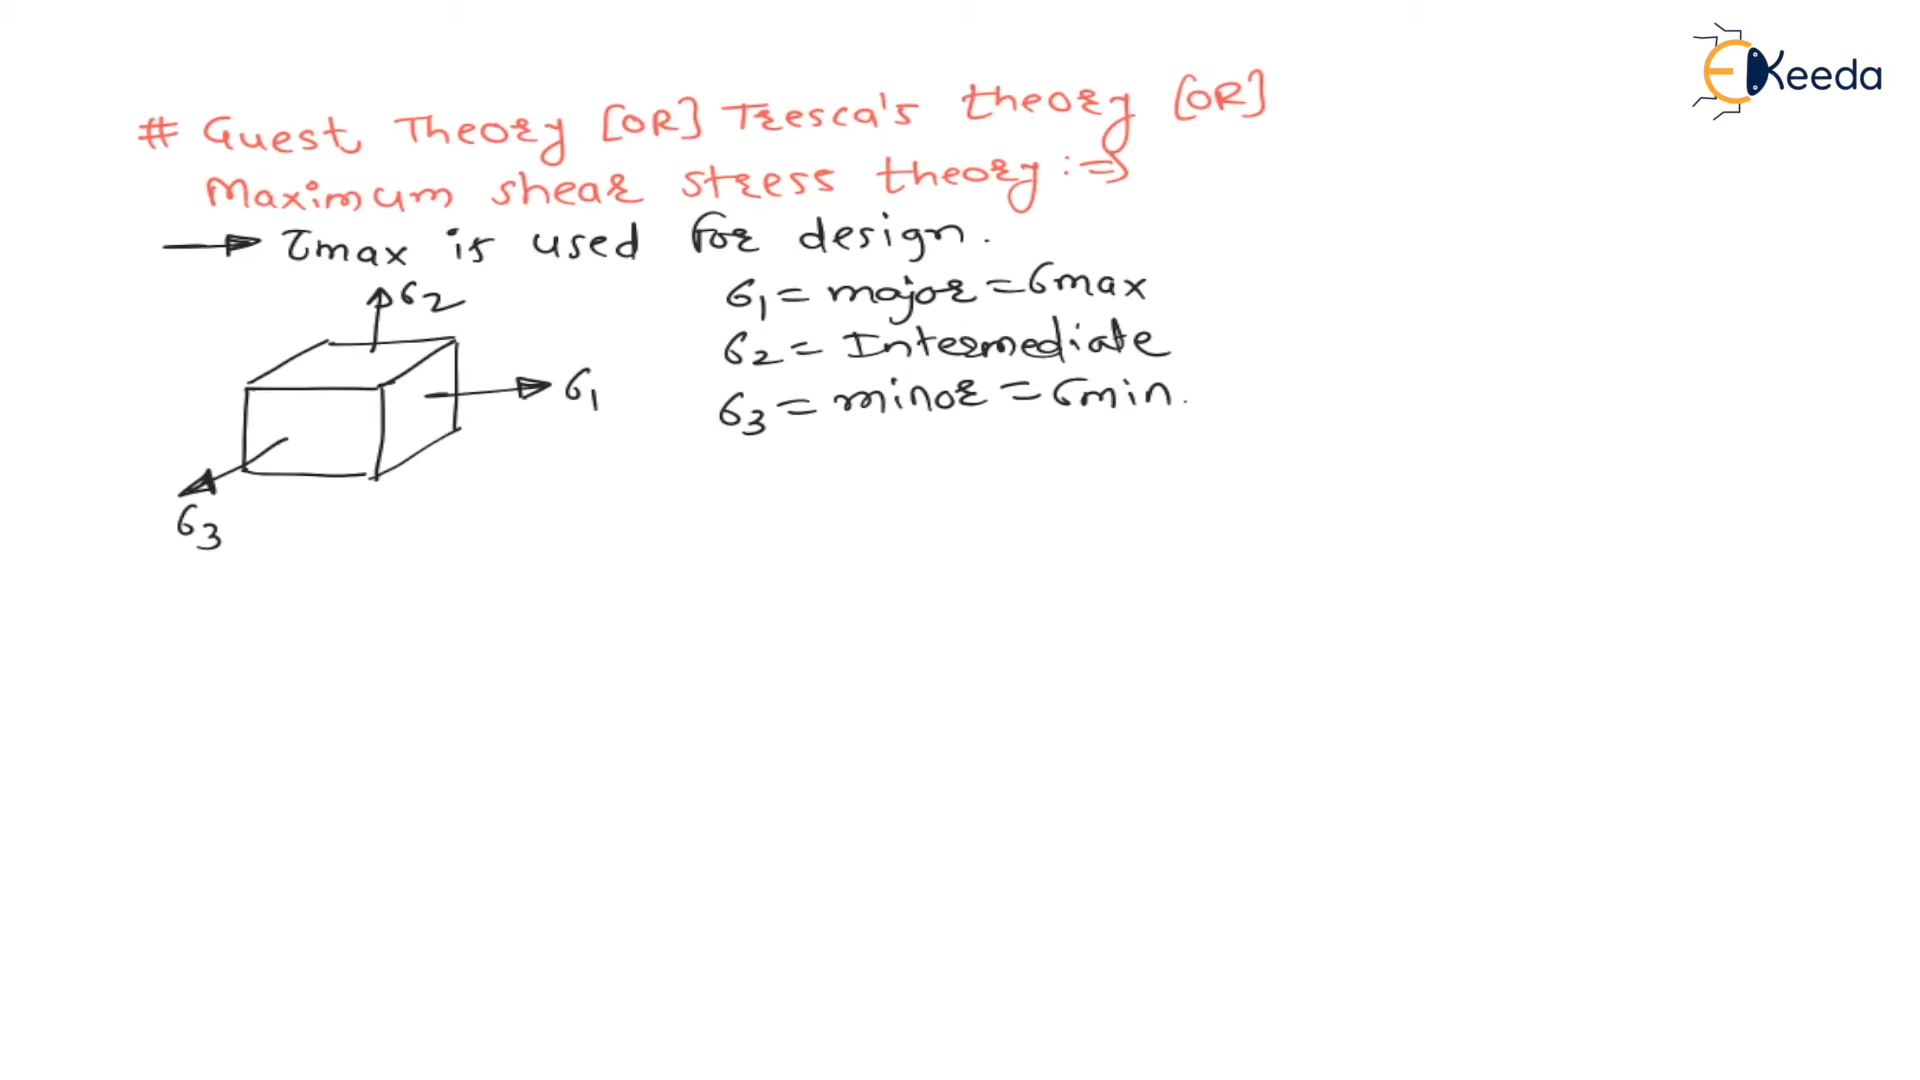 EKeeda
# Guest Theory [OR] Tresca's theory [OR]
Maximum shear stress theory :⇒
→ τmax is used for design.
σ2
σ1 = major = σmax
σ2 = Intermediate
σ1
σ3 = minor = σmin.
σ3